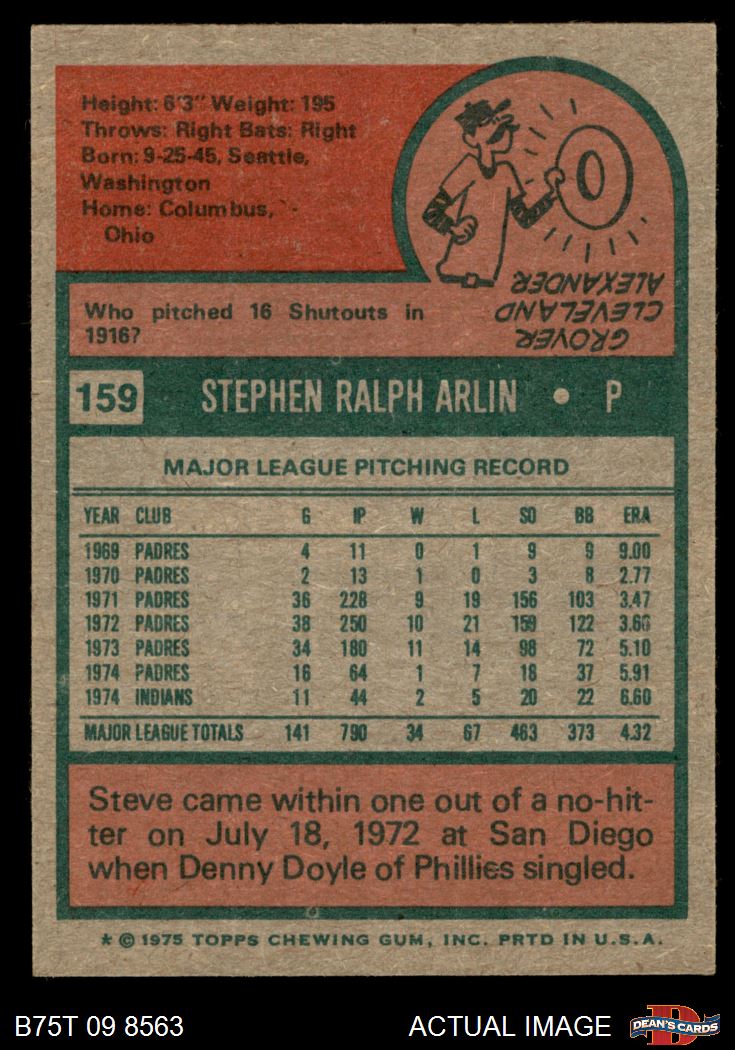 Height: 6'3" Weight: 195
Throws: Right Bats: Right
Born: 9-25-45, Seattle,
Washington
Home: Columbus,
Ohio
0
Who pitched 16 Shutouts in
1916?
GROVER
CLEVELAND
ALEXANDER
159 STEPHEN RALPH ARLIN • P
MAJOR LEAGUE PITCHING RECORD
YEAR CLUB G IP W L SO BB ERA
1969 PADRES 4 11 0 1 9 9 9.00
1970 PADRES 2 13 1 0 3 8 2.77
1971 PADRES 36 228 9 19 156 103 3.47
1972 PADRES 38 250 10 21 159 122 3.60
1973 PADRES 34 180 11 14 98 72 5.10
1974 PADRES 16 64 1 7 18 37 5.91
1974 INDIANS 11 44 2 5 20 22 6.60
MAJOR LEAGUE TOTALS 141 790 34 67 463 373 4.32
Steve came within one out of a no-hit-
ter on July 18, 1972 at San Diego
when Denny Doyle of Phillies singled.
* © 1975 TOPPS CHEWING GUM, INC. PRTD IN U.S.A.
B75T 09 8563 ACTUAL IMAGE D DEAN'S CARDS